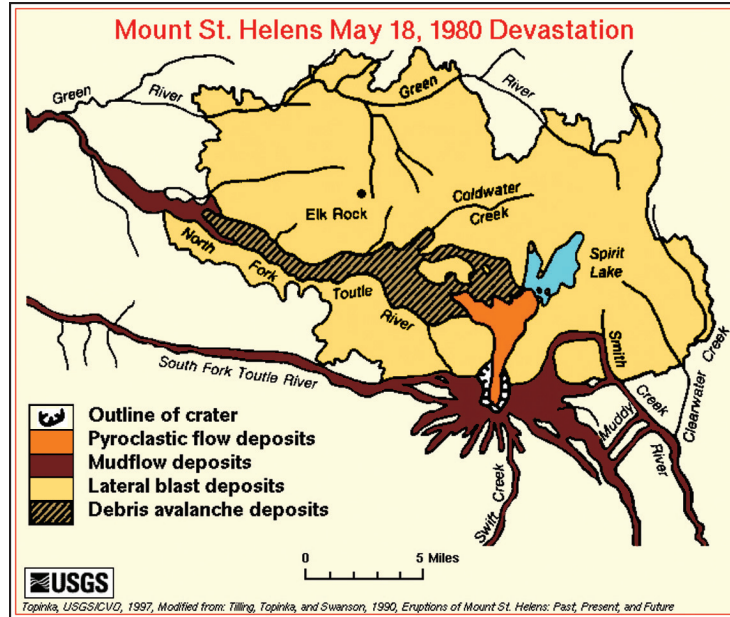 Mount St. Helens May 18, 1980 Devastation
Green
River
Green
River
Elk Rock
Coldwater
Creek
North
Fork
Toutle
River
Spirit
Lake
Smith
Creek
Clearwater Creek
Muddy
River
South Fork Toutle River
Swift Creek
Outline of crater
Pyroclastic flow deposits
Mudflow deposits
Lateral blast deposits
Debris avalanche deposits
0 5 Miles
USGS
Topinka, USGS/CVO, 1997, Modified from: Tilling, Topinka, and Swanson, 1990, Eruptions of Mount St. Helens: Past, Present, and Future